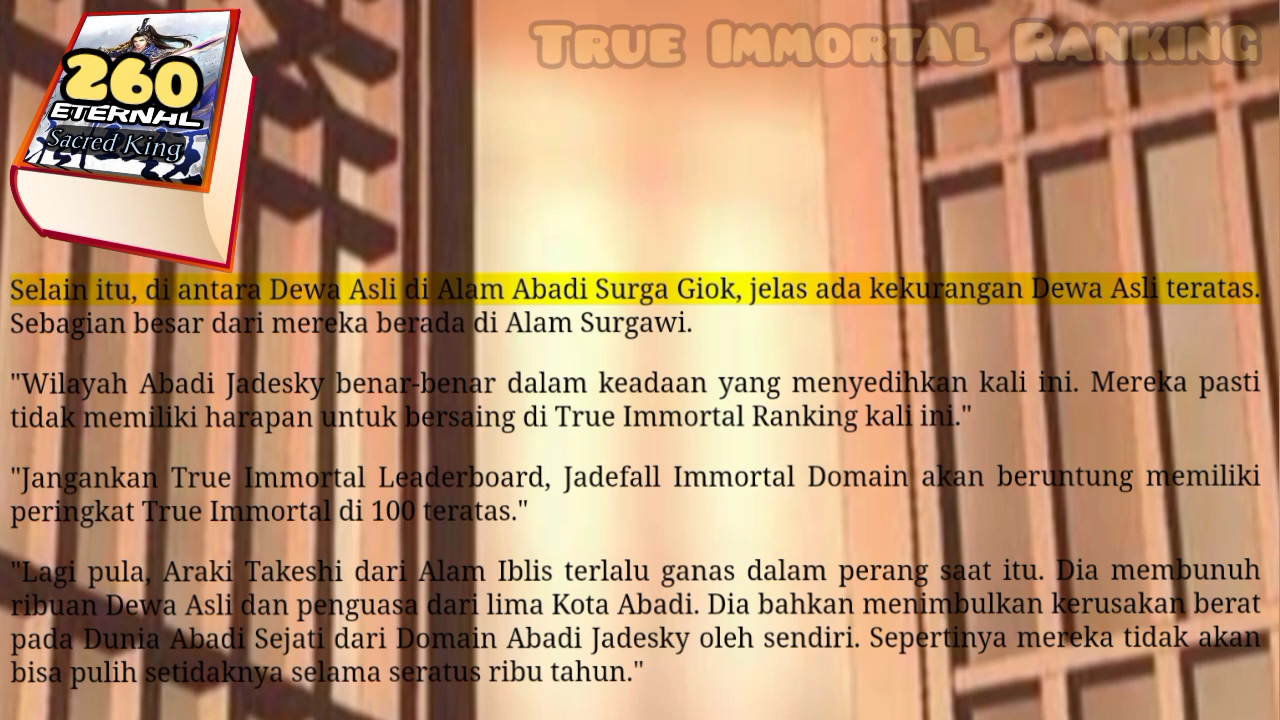 True Immortal Ranking
260
ETERNAL
Sacred King
Selain itu, di antara Dewa Asli di Alam Abadi Surga Giok, jelas ada kekurangan Dewa Asli teratas.
Sebagian besar dari mereka berada di Alam Surgawi.
"Wilayah Abadi Jadesky benar-benar dalam keadaan yang menyedihkan kali ini. Mereka pasti
tidak memiliki harapan untuk bersaing di True Immortal Ranking kali ini."
"Jangankan True Immortal Leaderboard, Jadefall Immortal Domain akan beruntung memiliki
peringkat True Immortal di 100 teratas."
"Lagi pula, Araki Takeshi dari Alam Iblis terlalu ganas dalam perang saat itu. Dia membunuh
ribuan Dewa Asli dan penguasa dari lima Kota Abadi. Dia bahkan menimbulkan kerusakan berat
pada Dunia Abadi Sejati dari Domain Abadi Jadesky oleh sendiri. Sepertinya mereka tidak akan
bisa pulih setidaknya selama seratus ribu tahun."